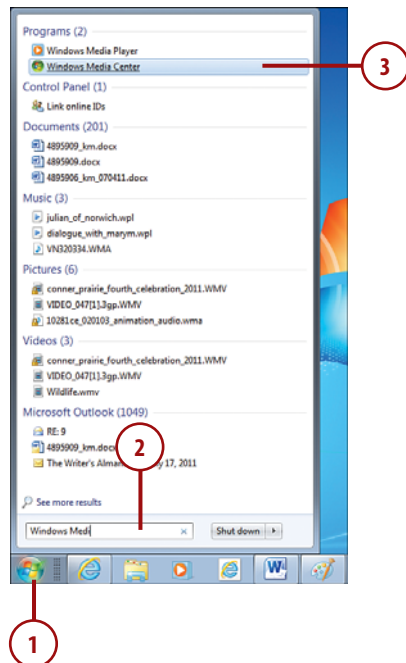 Programs (2)
Windows Media Player
Windows Media Center
3
Control Panel (1)
Link online IDs
Documents (201)
4895909_km.docx
4895909.docx
4895906_km_070411.docx
Music (3)
julian_of_norwich.wpl
dialogue_with_marym.wpl
VN320334.WMA
Pictures (6)
conner_prairie_fourth_celebration_2011.WMV
VIDEO_047[1].3gp.WMV
10281ce_020103_animation_audio.wma
Videos (3)
conner_prairie_fourth_celebration_2011.WMV
VIDEO_047[1].3gp.WMV
Wildlife.wmv
Microsoft Outlook (1049)
RE: 9
4895909_km.doc
2
The Writer's Alman y 17, 2011
See more results
Windows Medi
Shut down
W
1